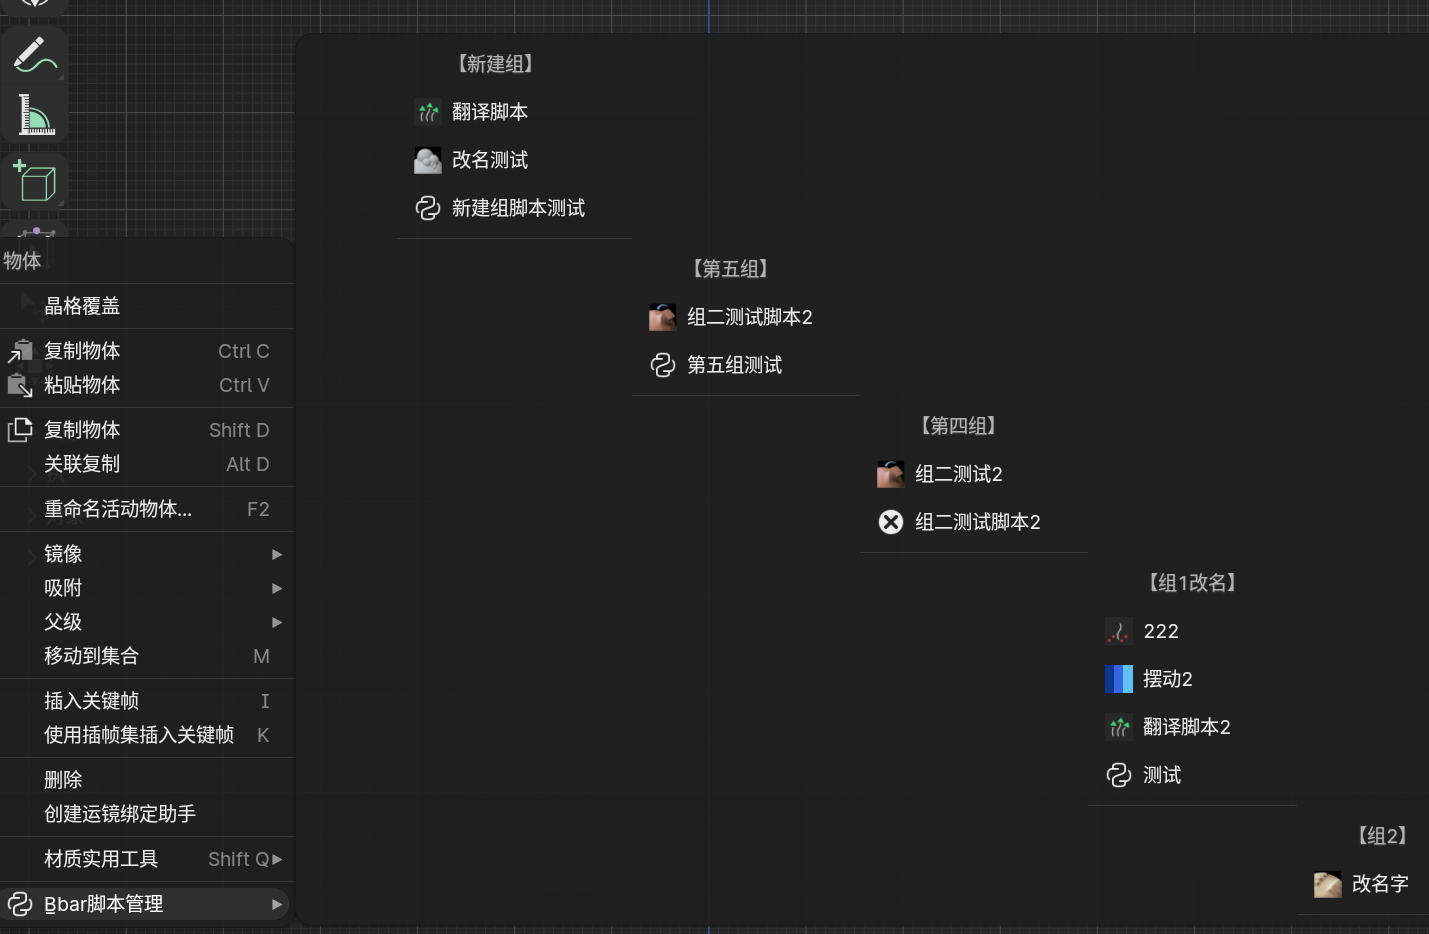 物体
晶格覆盖
复制物体 Ctrl C
粘贴物体 Ctrl V
复制物体 Shift D
关联复制 Alt D
重命名活动物体... F2
镜像
吸附
父级
移动到集合 M
插入关键帧 I
使用插帧集插入关键帧 K
删除
创建运镜绑定助手
材质实用工具 Shift Q
Bbar脚本管理
【新建组】
翻译脚本
改名测试
新建组脚本测试
【第五组】
组二测试脚本2
第五组测试
【第四组】
组二测试2
组二测试脚本2
【组1改名】
222
摆动2
翻译脚本2
测试
【组2】
改名字